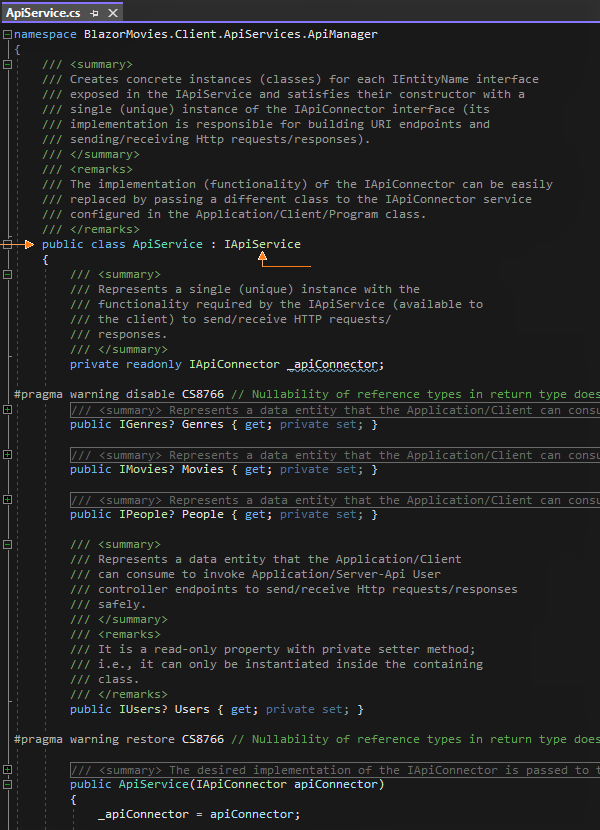 ApiService.cs
namespace BlazorMovies.Client.ApiServices.ApiManager
{
/// <summary>
/// Creates concrete instances (classes) for each IEntityName interface
/// exposed in the IApiService and satisfies their constructor with a
/// single (unique) instance of the IApiConnector interface (its
/// implementation is responsible for building URI endpoints and
/// sending/receiving Http requests/responses).
/// </summary>
/// <remarks>
/// The implementation (functionality) of the IApiConnector can be easily
/// replaced by passing a different class to the IApiConnector service
/// configured in the Application/Client/Program class.
/// </remarks>
public class ApiService : IApiService
{
/// <summary>
/// Represents a single (unique) instance with the
/// functionality required by the IApiService (available to
/// the client) to send/receive HTTP requests/
/// responses.
/// </summary>
private readonly IApiConnector _apiConnector;
#pragma warning disable CS8766 // Nullability of reference types in return type does
/// <summary> Represents a data entity that the Application/Client can consu
public IGenres? Genres { get; private set; }
/// <summary> Represents a data entity that the Application/Client can consu
public IMovies? Movies { get; private set; }
/// <summary> Represents a data entity that the Application/Client can consu
public IPeople? People { get; private set; }
/// <summary>
/// Represents a data entity that the Application/Client
/// can consume to invoke Application/Server-Api User
/// controller endpoints to send/receive Http requests/responses
/// safely.
/// </summary>
/// <remarks>
/// It is a read-only property with private setter method;
/// i.e., it can only be instantiated inside the containing
/// class.
/// </remarks>
public IUsers? Users { get; private set; }
#pragma warning restore CS8766 // Nullability of reference types in return type does
/// <summary> The desired implementation of the IApiConnector is passed to t
public ApiService(IApiConnector apiConnector)
{
_apiConnector = apiConnector;